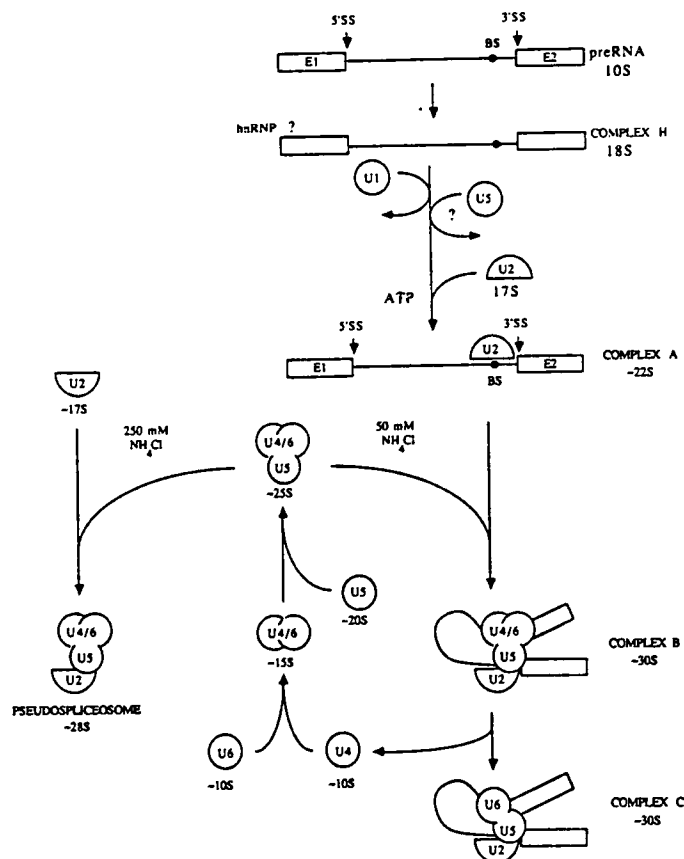 5'SS
3'SS
BS
E1
E2
preRNA
10S
hnRNP ?
COMPLEX H
18S
U1
U5
?
U2
17S
ATP
5'SS
3'SS
U2
E1
E2
BS
COMPLEX A
~22S
U2
~17S
250 mM
NH4Cl
50 mM
NH4Cl
U4/6
U5
~25S
U5
~20S
U4/6
~15S
U4/6
U5
U2
PSEUDOSPLICEOSOME
~28S
U4/6
U5
U2
COMPLEX B
~30S
U6
~10S
U4
~10S
U6
U5
U2
COMPLEX C
~30S